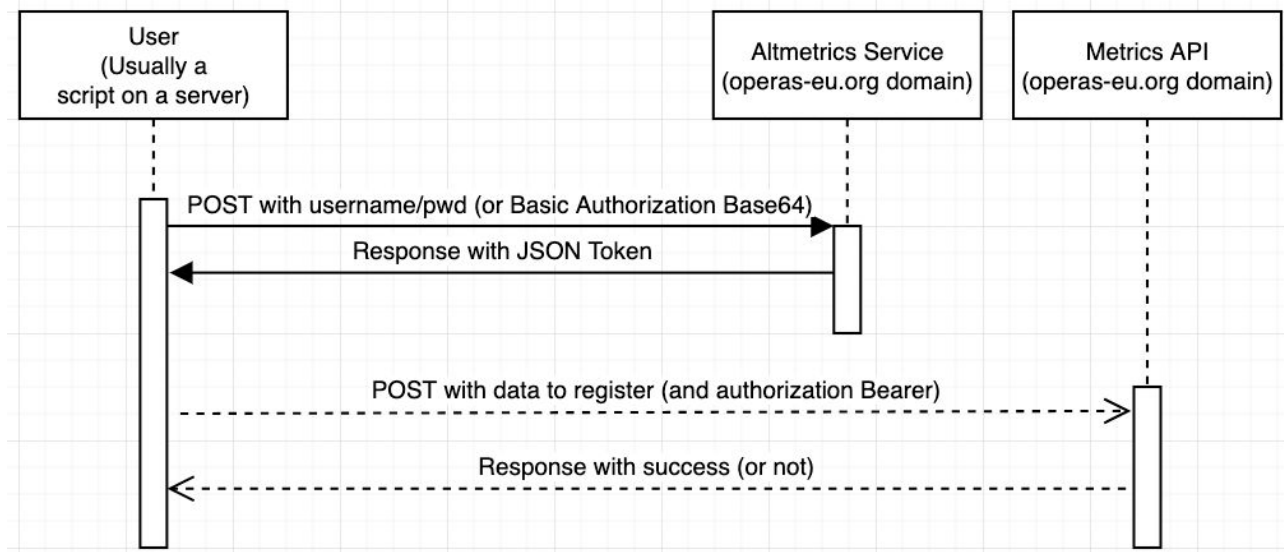 User
(Usually a
script on a server)
Altmetrics Service
(operas-eu.org domain)
Metrics API
(operas-eu.org domain)
POST with username/pwd (or Basic Authorization Base64)
Response with JSON Token
POST with data to register (and authorization Bearer)
Response with success (or not)